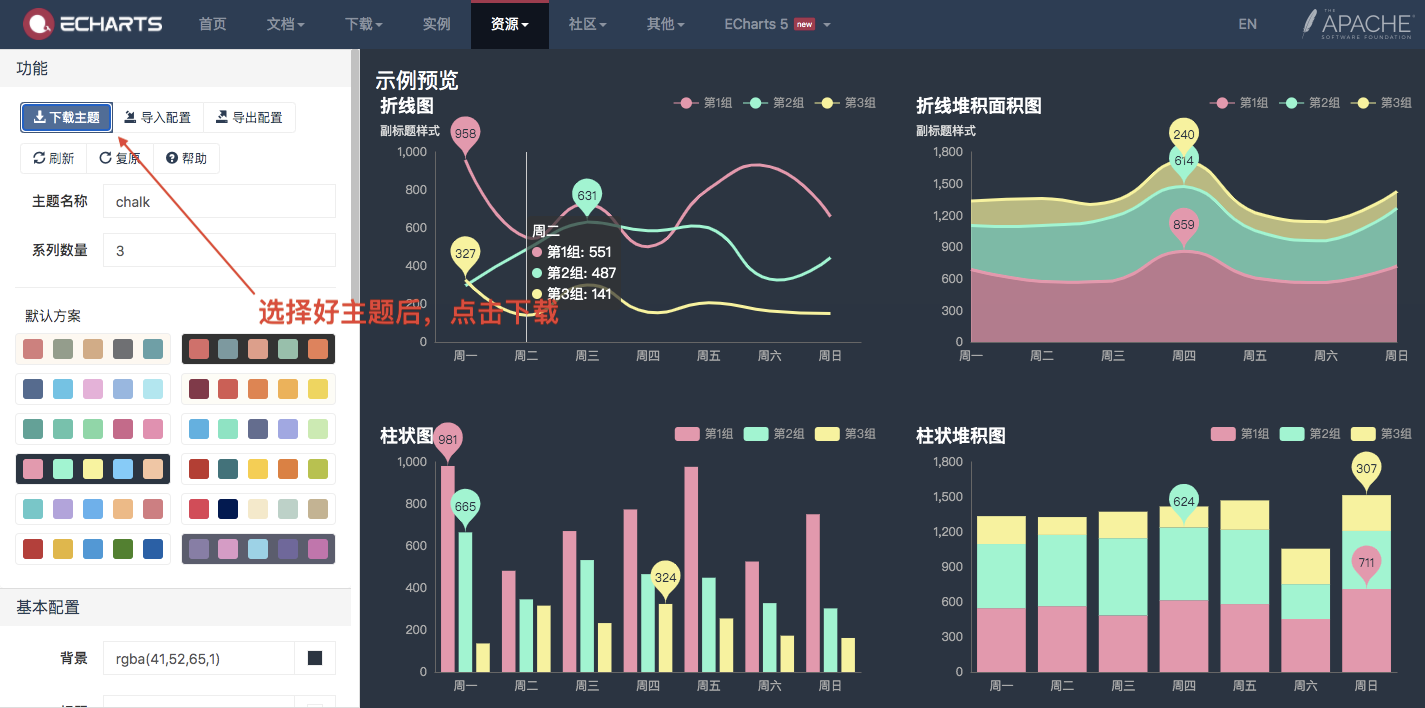 ECHARTS 首页 文档 下载 实例 资源 社区 其他 ECharts 5 new EN THE APACHE SOFTWARE FOUNDATION
功能
下载主题 导入配置 导出配置
刷新 复原 帮助
主题名称 chalk
系列数量 3
默认方案
选择好主题后，点击下载
基本配置
背景 rgba(41,52,65,1)
示例预览
折线图 第1组 第2组 第3组
副标题样式
958
631
327
周二
第1组: 551
第2组: 487
第3组: 141
1,000
800
600
400
200
0
周一 周二 周三 周四 周五 周六 周日
折线堆积面积图 第1组 第2组 第3组
副标题样式
240
614
859
1,800
1,500
1,200
900
600
300
0
周一 周二 周三 周四 周五 周六 周日
柱状图 第1组 第2组 第3组
981
665
324
1,000
800
600
400
200
0
周一 周二 周三 周四 周五 周六 周日
柱状堆积图 第1组 第2组 第3组
307
624
711
1,800
1,500
1,200
900
600
300
0
周一 周二 周三 周四 周五 周六 周日